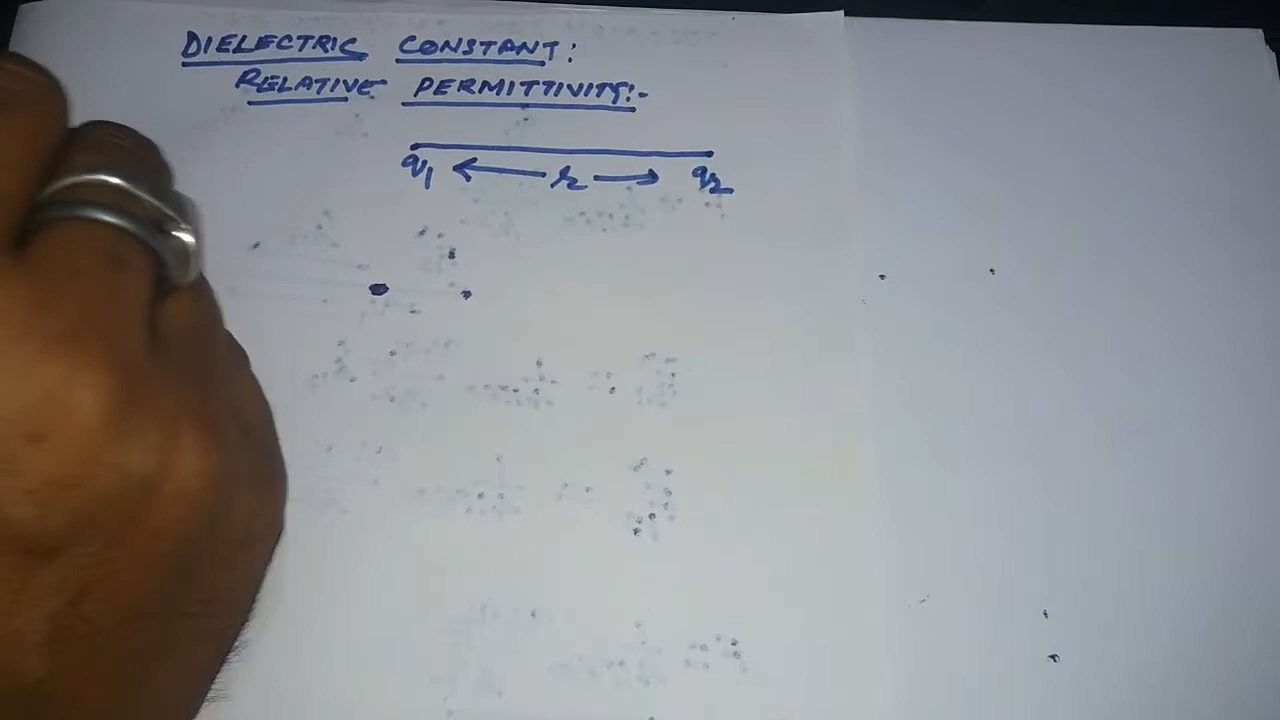 DIELECTRIC CONSTANT:
RELATIVE PERMITTIVITY:-
q1 ← r → q2